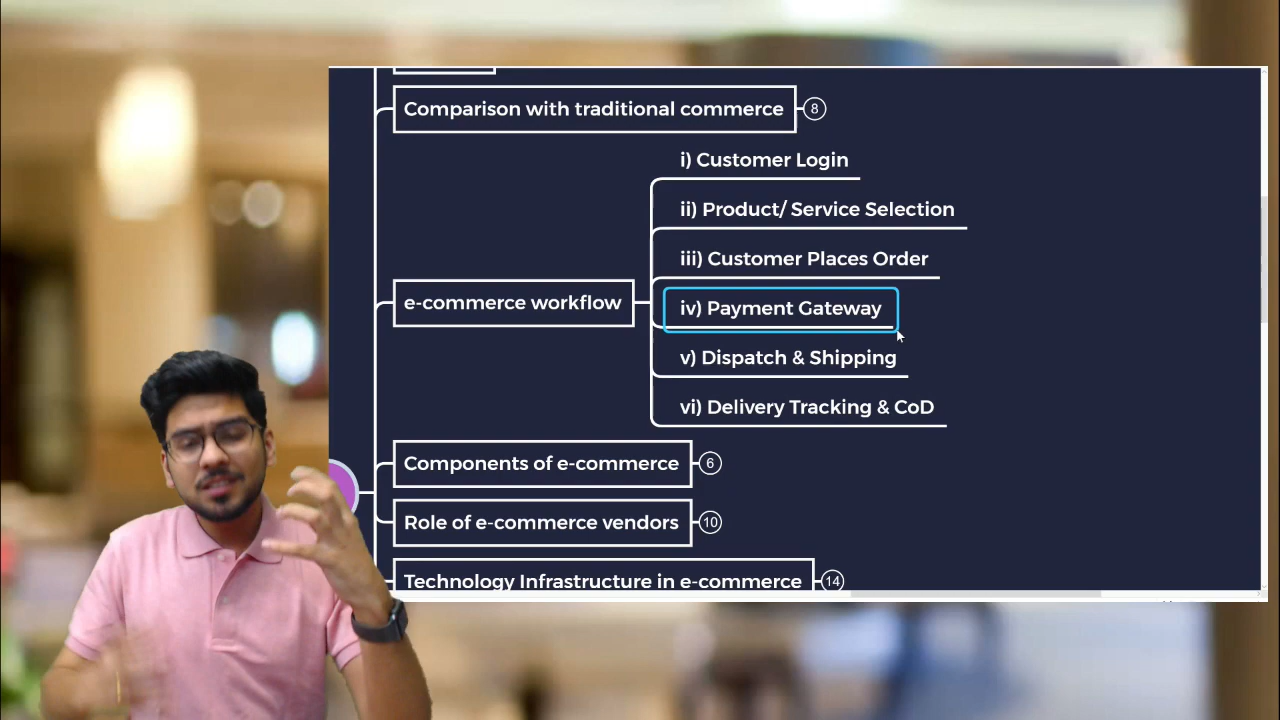 Comparison with traditional commerce
8
i) Customer Login
ii) Product/ Service Selection
iii) Customer Places Order
e-commerce workflow
iv) Payment Gateway
v) Dispatch & Shipping
vi) Delivery Tracking & CoD
Components of e-commerce
6
Role of e-commerce vendors
10
Technology Infrastructure in e-commerce
14